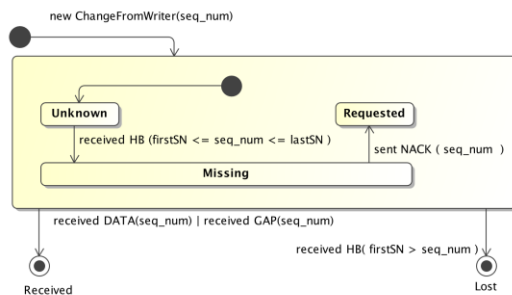 new ChangeFromWriter(seq_num)
Unknown
Requested
received HB (firstSN <= seq_num <= lastSN )
sent NACK ( seq_num )
Missing
received DATA(seq_num) | received GAP(seq_num)
received HB( firstSN > seq_num )
Received
Lost